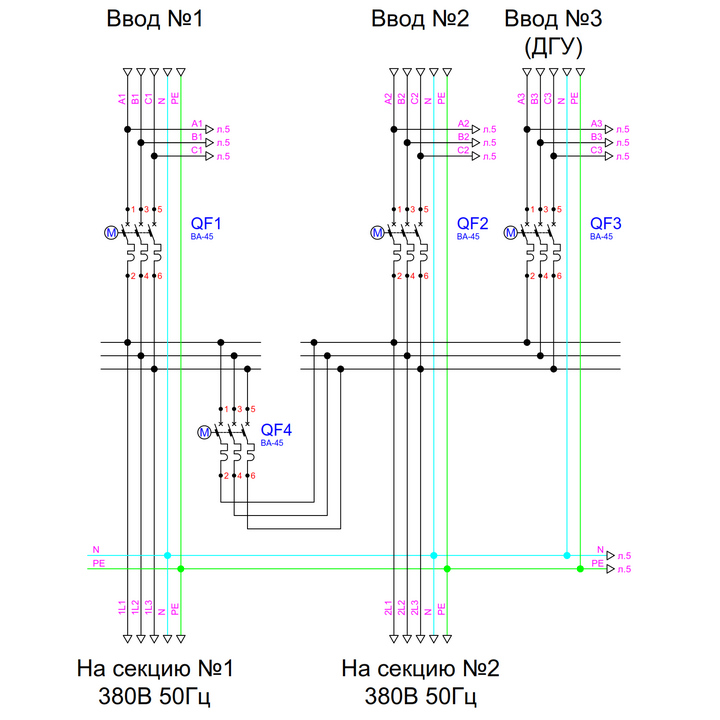 Ввод №1
Ввод №2
Ввод №3
(ДГУ)
A1 B1 C1 N PE
A2 B2 C2 N PE
A3 B3 C3 N PE
A1 л.5
B1 л.5
C1 л.5
A2 л.5
B2 л.5
C2 л.5
A3 л.5
B3 л.5
C3 л.5
1 3 5
M
QF1
BA-45
2 4 6
1 3 5
M
QF2
BA-45
2 4 6
1 3 5
M
QF3
BA-45
2 4 6
1 3 5
M
QF4
BA-45
2 4 6
N
N л.5
PE
PE л.5
1L1 1L2 1L3 N PE
2L1 2L2 2L3 N PE
На секцию №1
380В 50Гц
На секцию №2
380В 50Гц